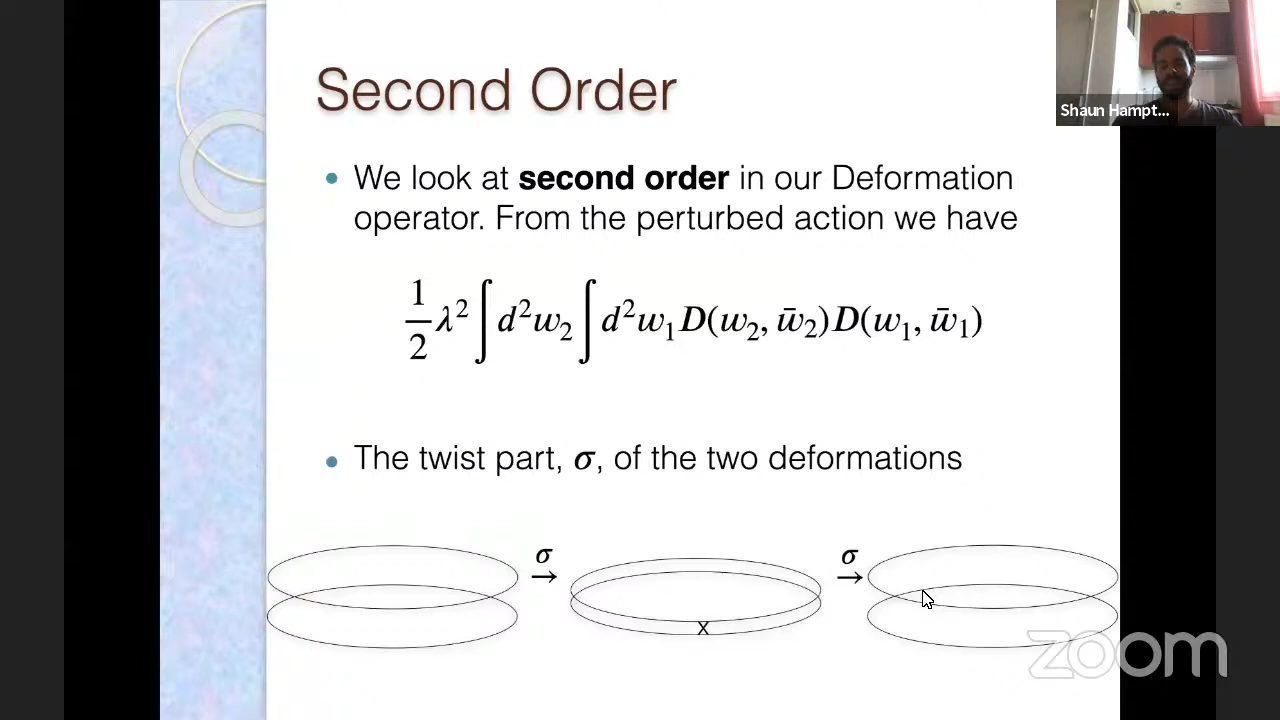 Second Order
Shaun Hampt...
• We look at second order in our Deformation
operator. From the perturbed action we have
1/2 λ² ∫ d²w₂ ∫ d²w₁ D(w₂, w̄₂) D(w₁, w̄₁)
• The twist part, σ, of the two deformations
σ → σ →
x
zoom